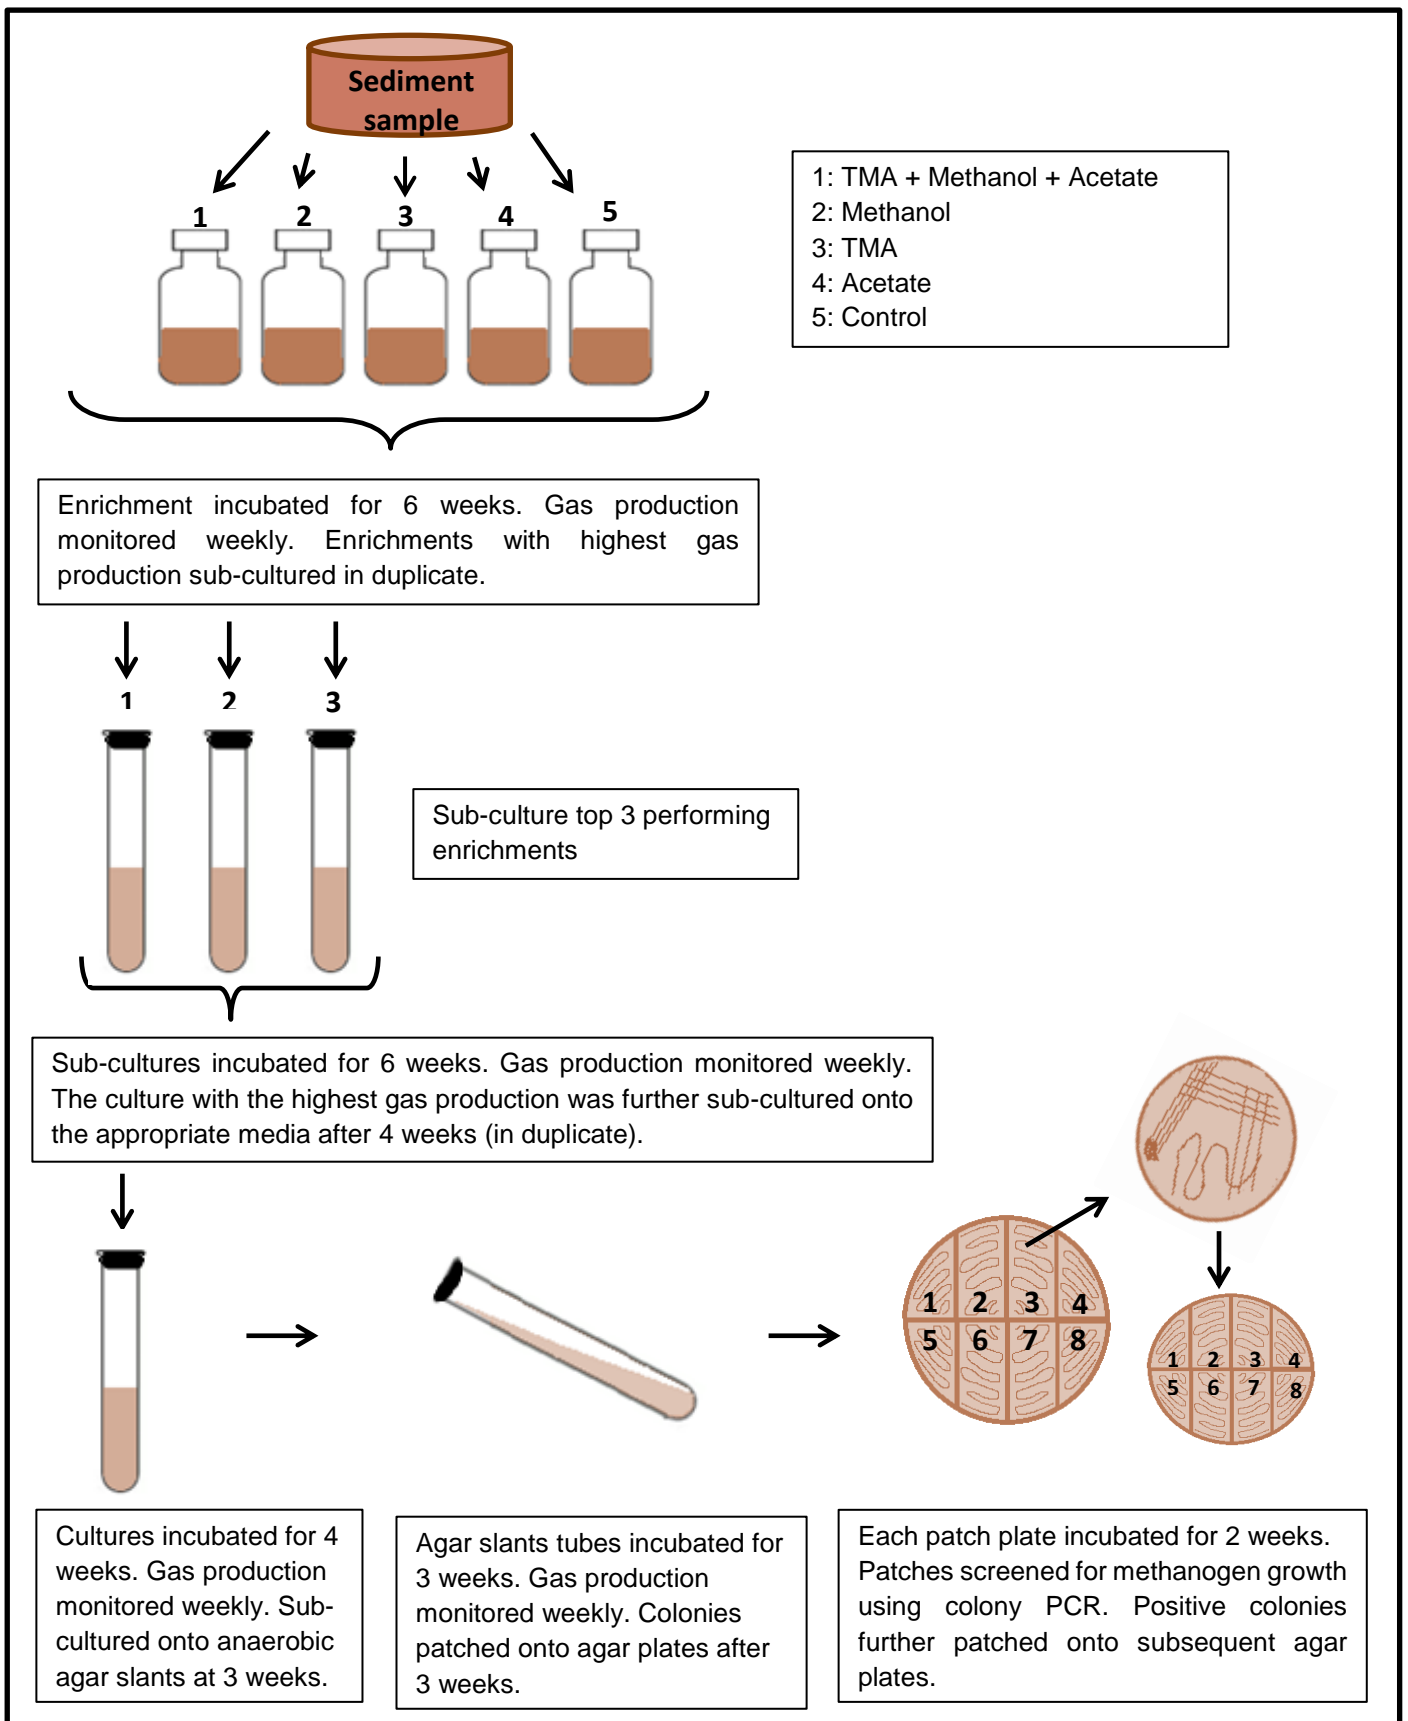 Sediment
sample
1 2 3 4 5
1: TMA + Methanol + Acetate
2: Methanol
3: TMA
4: Acetate
5: Control
Enrichment incubated for 6 weeks. Gas production
monitored weekly. Enrichments with highest gas
production sub-cultured in duplicate.
1 2 3
Sub-culture top 3 performing
enrichments
Sub-cultures incubated for 6 weeks. Gas production monitored weekly.
The culture with the highest gas production was further sub-cultured onto
the appropriate media after 4 weeks (in duplicate).
1 2 3 4
5 6 7 8
1 2 3 4
5 6 7 8
Cultures incubated for 4
weeks. Gas production
monitored weekly. Sub-
cultured onto anaerobic
agar slants at 3 weeks.
Agar slants tubes incubated for
3 weeks. Gas production
monitored weekly. Colonies
patched onto agar plates after
3 weeks.
Each patch plate incubated for 2 weeks.
Patches screened for methanogen growth
using colony PCR. Positive colonies
further patched onto subsequent agar
plates.